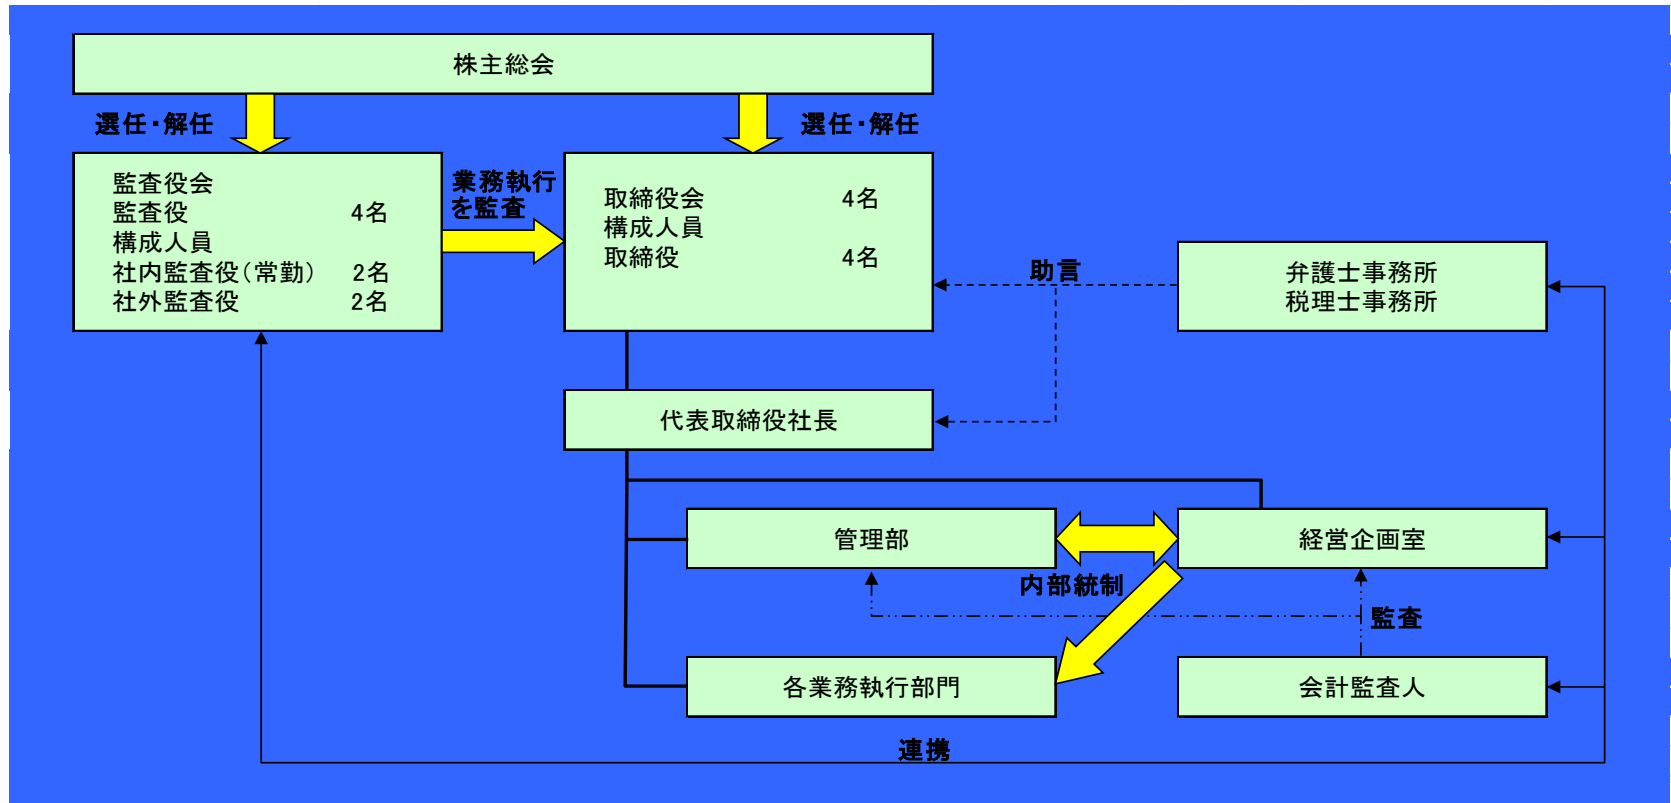 株主総会
選任・解任
選任・解任
監査役会
監査役 4名
構成人員
社内監査役(常勤) 2名
社外監査役 2名
業務執行
を監査
取締役会 4名
構成人員
取締役 4名
助言
弁護士事務所
税理士事務所
代表取締役社長
管理部
経営企画室
内部統制
監査
各業務執行部門
会計監査人
連携